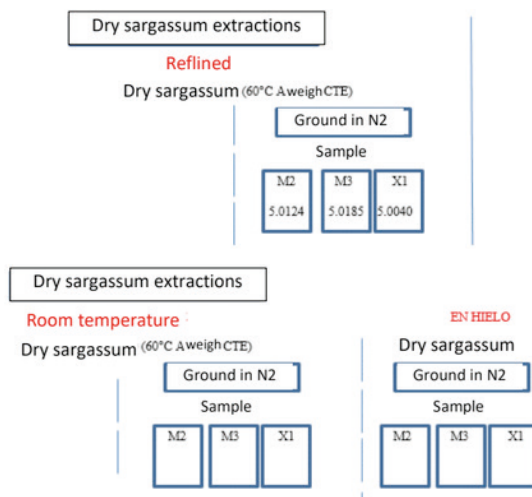 Dry sargassum extractions
Reflined
Dry sargassum (60°C AweighCTE)
Ground in N2
Sample
M2 M3 X1
5.0124 5.0185 5.0040
Dry sargassum extractions
Room temperature :
Dry sargassum (60°C AweighCTE)
Ground in N2
Sample
M2 M3 X1
EN HIELO
Dry sargassum
Ground in N2
Sample
M2 M3 X1